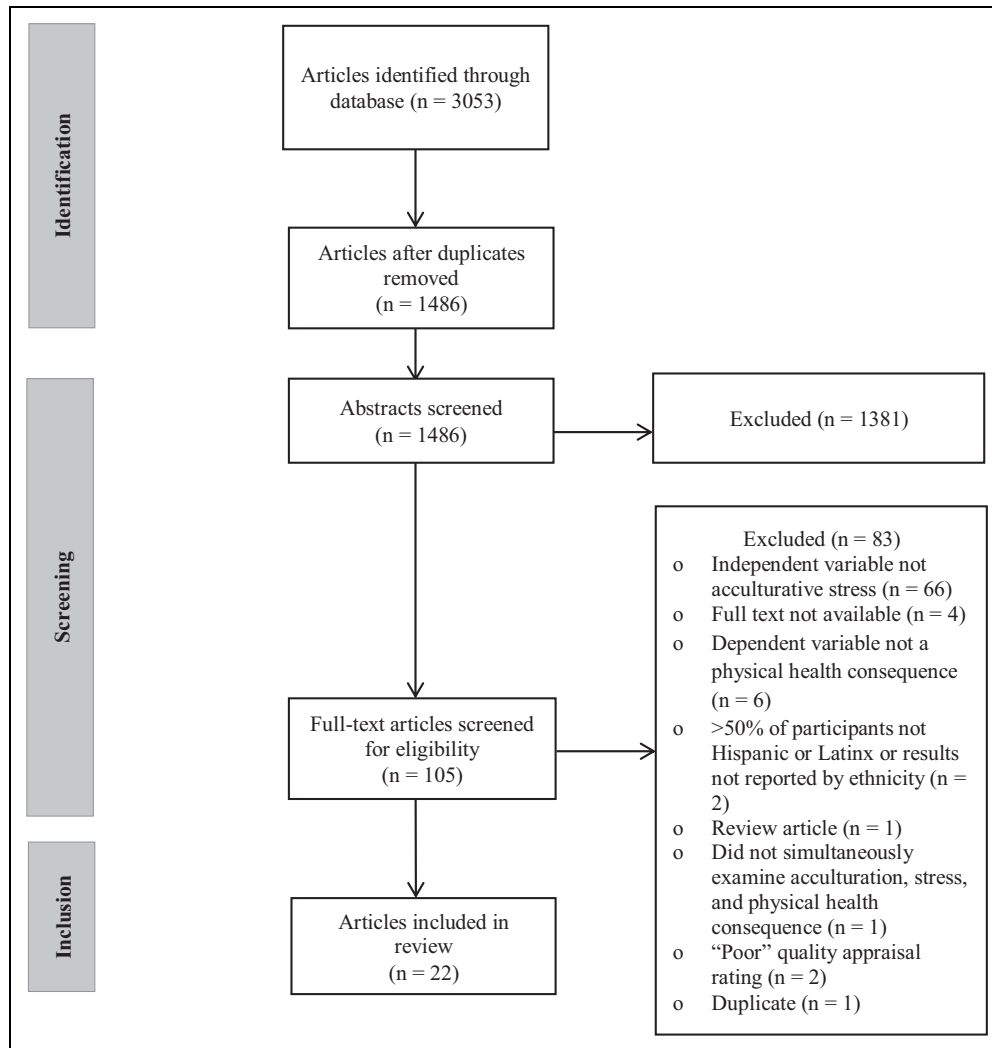 Identification
Articles identified through
database (n = 3053)
Articles after duplicates
removed
(n = 1486)
Screening
Abstracts screened
(n = 1486)
Excluded (n = 1381)
Full-text articles screened
for eligibility
(n = 105)
Excluded (n = 83)
o Independent variable not
acculturative stress (n = 66)
o Full text not available (n = 4)
o Dependent variable not a
physical health consequence
(n = 6)
o >50% of participants not
Hispanic or Latinx or results
not reported by ethnicity (n =
2)
o Review article (n = 1)
o Did not simultaneously
examine acculturation, stress,
and physical health
consequence (n = 1)
o “Poor” quality appraisal
rating (n = 2)
o Duplicate (n = 1)
Inclusion
Articles included in
review
(n = 22)